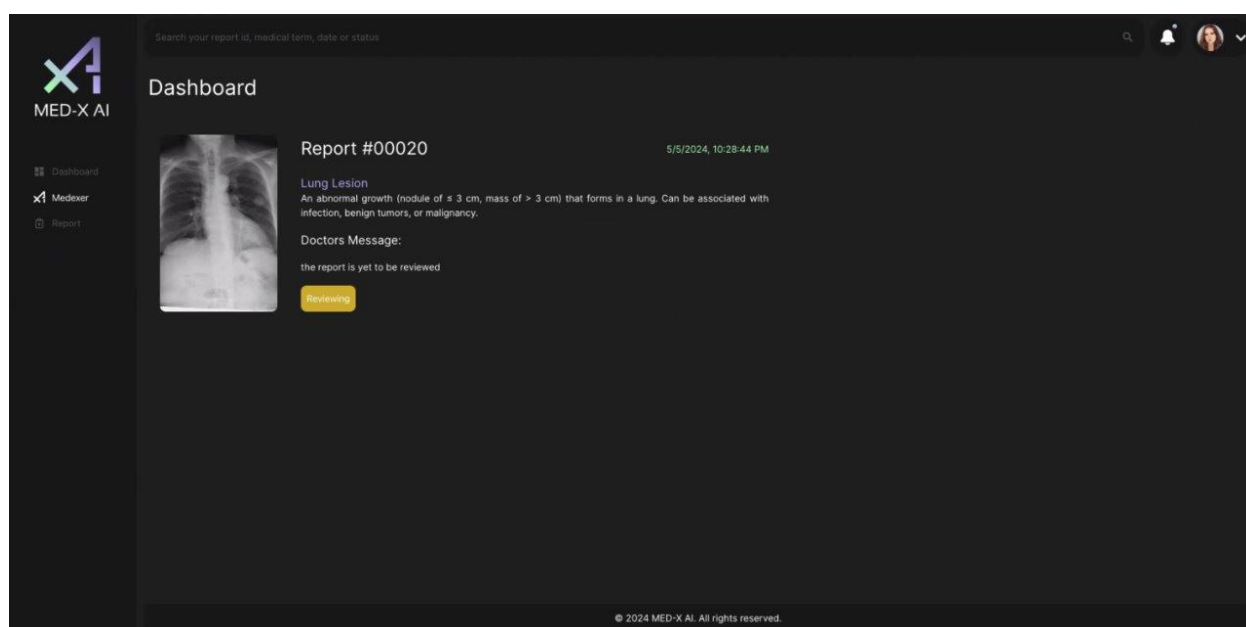 Search your report id, medical term, date or status
MED-X AI
Dashboard
Dashboard
Medexer
Report
Report #00020
5/5/2024, 10:28:44 PM
Lung Lesion
An abnormal growth (nodule of ≤ 3 cm, mass of > 3 cm) that forms in a lung. Can be associated with
infection, benign tumors, or malignancy.
Doctors Message:
the report is yet to be reviewed
Reviewing
© 2024 MED-X AI. All rights reserved.